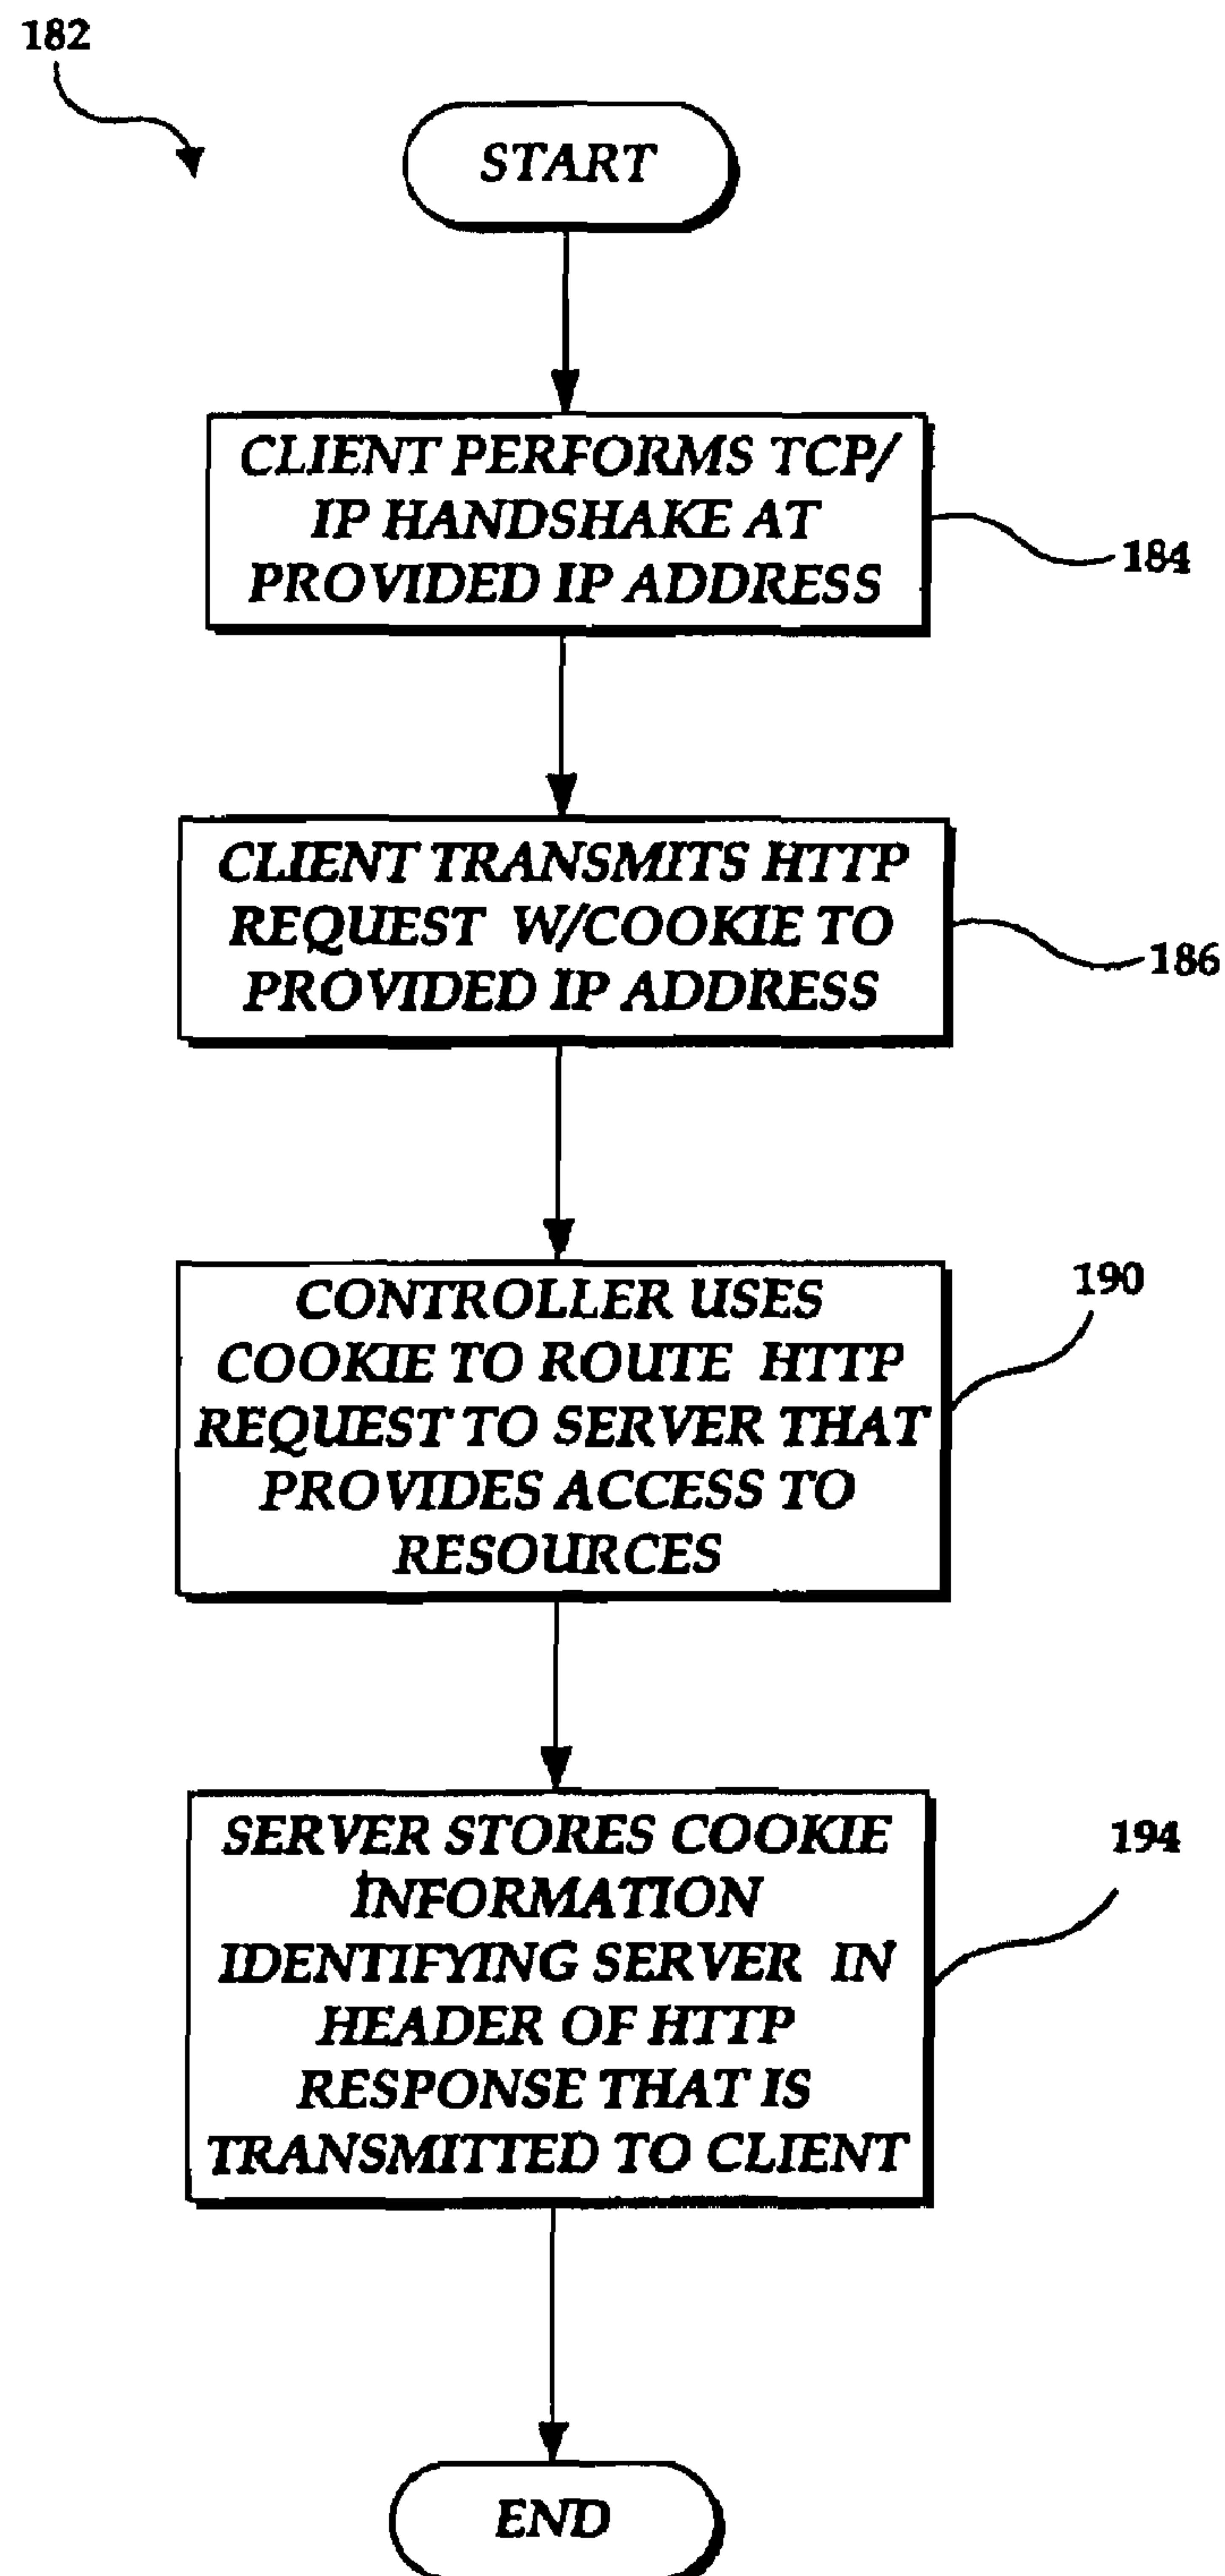 182
START
CLIENT PERFORMS TCP/
IP HANDSHAKE AT
PROVIDED IP ADDRESS
184
CLIENT TRANSMITS HTTP
REQUEST W/COOKIE TO
PROVIDED IP ADDRESS
186
CONTROLLER USES
COOKIE TO ROUTE HTTP
REQUEST TO SERVER THAT
PROVIDES ACCESS TO
RESOURCES
190
SERVER STORES COOKIE
INFORMATION
IDENTIFYING SERVER IN
HEADER OF HTTP
RESPONSE THAT IS
TRANSMITTED TO CLIENT
194
END